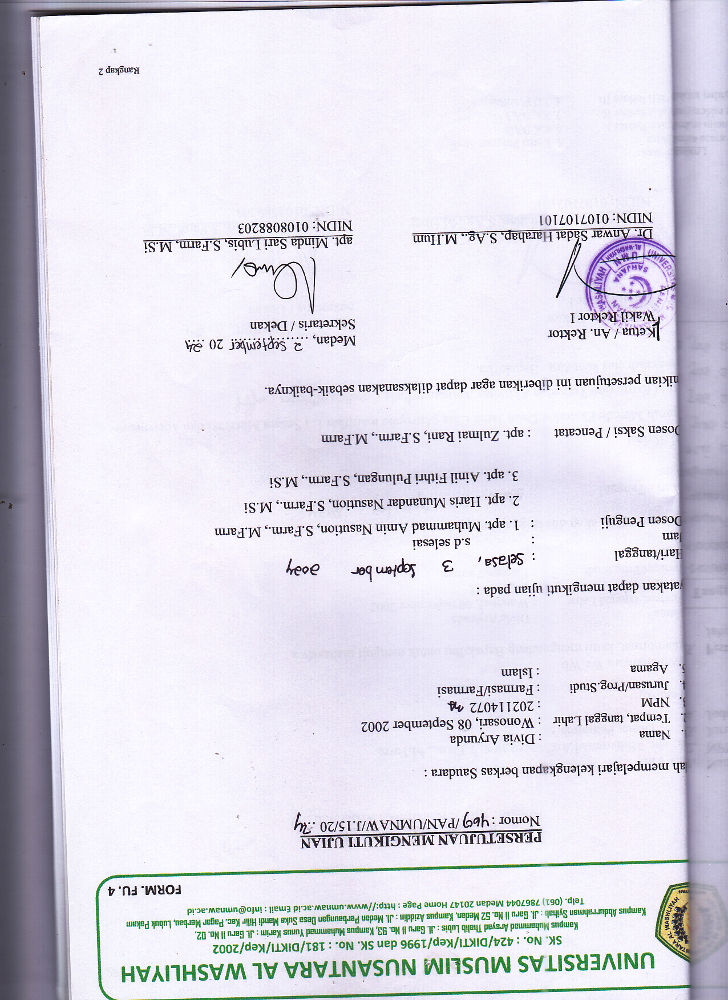 UNIVERSITAS MUSLIM NUSANTARA AL WASHLIYAH
SK. No. : 424/DIKTI/Kep/1996 dan SK. No. : 181/DIKTI/Kep/2002
Kampus Muhammad Arsyad Thalib Lubis : Jl. Garu II No. 93, Kampus Muhammad Yunus Karim : Jl. Garu II No. 02,
Kampus Abdurrahman Syihab : Jl. Garu II No. 52 Medan, Kampus Aziddin : Jl. Medan Perbaungan Desa Suka Mandi Hilir Kec. Pagar Merbau, Lubuk Pakam
Telp. (061) 7867044 Medan 20147 Home Page : http://www.umnaw.ac.id Email : info@umnaw.ac.id
FORM. FU. 4
PERSETUJUAN MENGIKUTI UJIAN
Nomor : 469 /PAN/UMNAW/J.15/20 24
ah mempelajari kelengkapan berkas Saudara :
Nama : Divia Aryunda
2. Tempat, tanggal Lahir : Wonosari, 08 September 2002
3. NPM : 202114072
4. Jurusan/Prog.Studi : Farmasi/Farmasi
5. Agama : Islam
yatakan dapat mengikuti ujian pada :
Hari/tanggal : Selasa, 3 September 2024
Jam : s.d selesai
Dosen Penguji : 1. apt. Muhammad Amin Nasution, S.Farm., M.Farm
2. apt. Haris Munandar Nasution, S.Farm., M.Si
3. apt. Ainil Fithri Pulungan, S.Farm., M.Si
Dosen Saksi / Pencatat : apt. Zulmai Rani, S.Farm., M.Farm
nikian persetujuan ini diberikan agar dapat dilaksanakan sebaik-baiknya.
Medan, 2 September 20 24
Ketua / An. Rektor Sekretaris / Dekan
Wakil Rektor I
Dr. Anwar Sadat Harahap, S.Ag., M.Hum apt. Minda Sari Lubis, S.Farm, M.Si
NIDN: 0107107101 NIDN: 0108088203
Rangkap 2